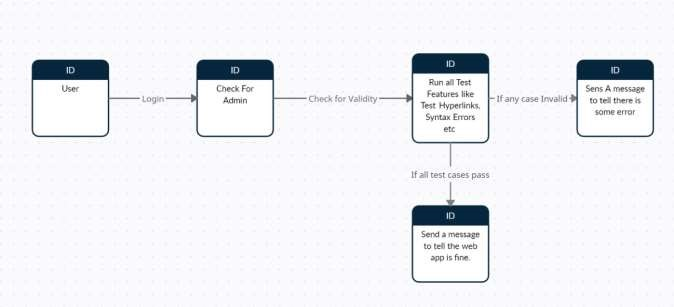 ID
User
Login
ID
Check For
Admin
Check for Validity
ID
Run all Test
Features like
Test Hyperlinks,
Syntax Errors
etc
If any case Invalid
ID
Sens A message
to tell there is
some error
If all test cases pass
ID
Send a message
to tell the web
app is fine.